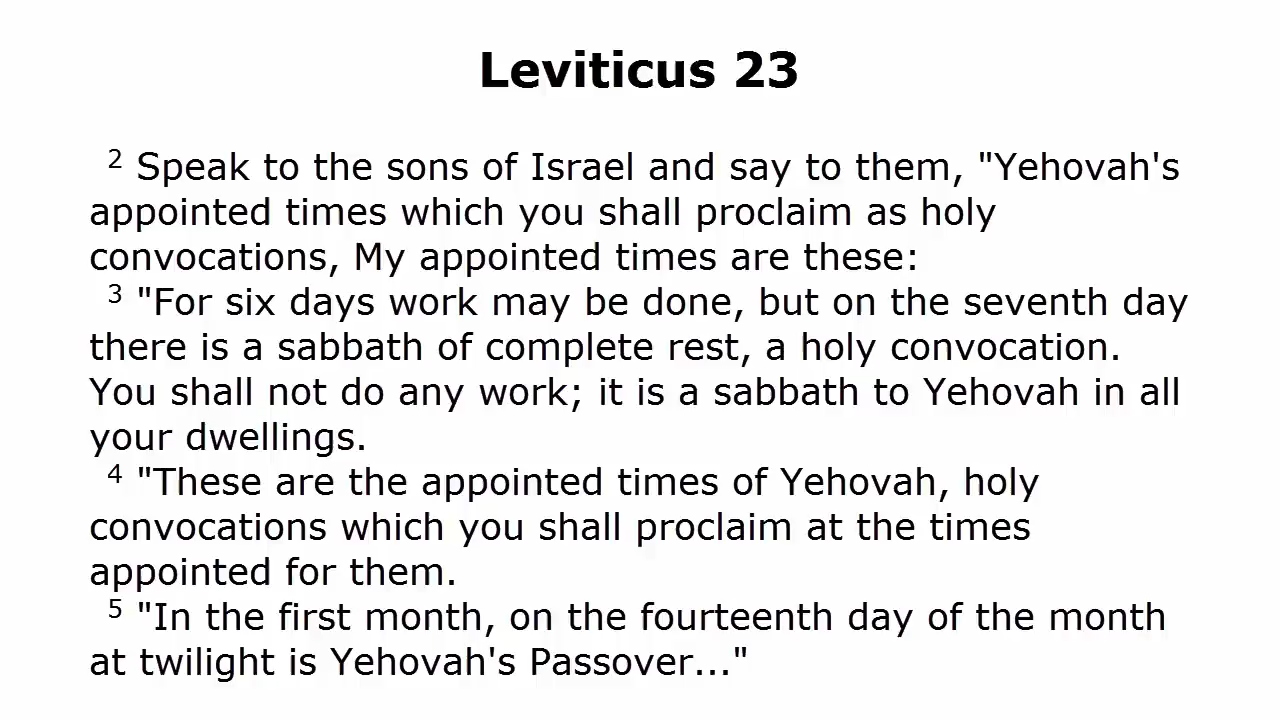 Leviticus 23
² Speak to the sons of Israel and say to them, "Yehovah's
appointed times which you shall proclaim as holy
convocations, My appointed times are these:
³ "For six days work may be done, but on the seventh day
there is a sabbath of complete rest, a holy convocation.
You shall not do any work; it is a sabbath to Yehovah in all
your dwellings.
⁴ "These are the appointed times of Yehovah, holy
convocations which you shall proclaim at the times
appointed for them.
⁵ "In the first month, on the fourteenth day of the month
at twilight is Yehovah's Passover..."